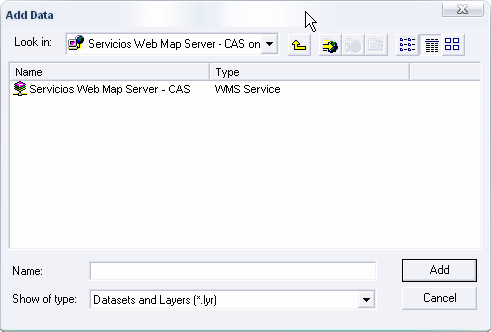 Add Data
Look in: Servicios Web Map Server - CAS on
Name Type
Servicios Web Map Server - CAS WMS Service
Name: Add
Show of type: Datasets and Layers (*.lyr) Cancel